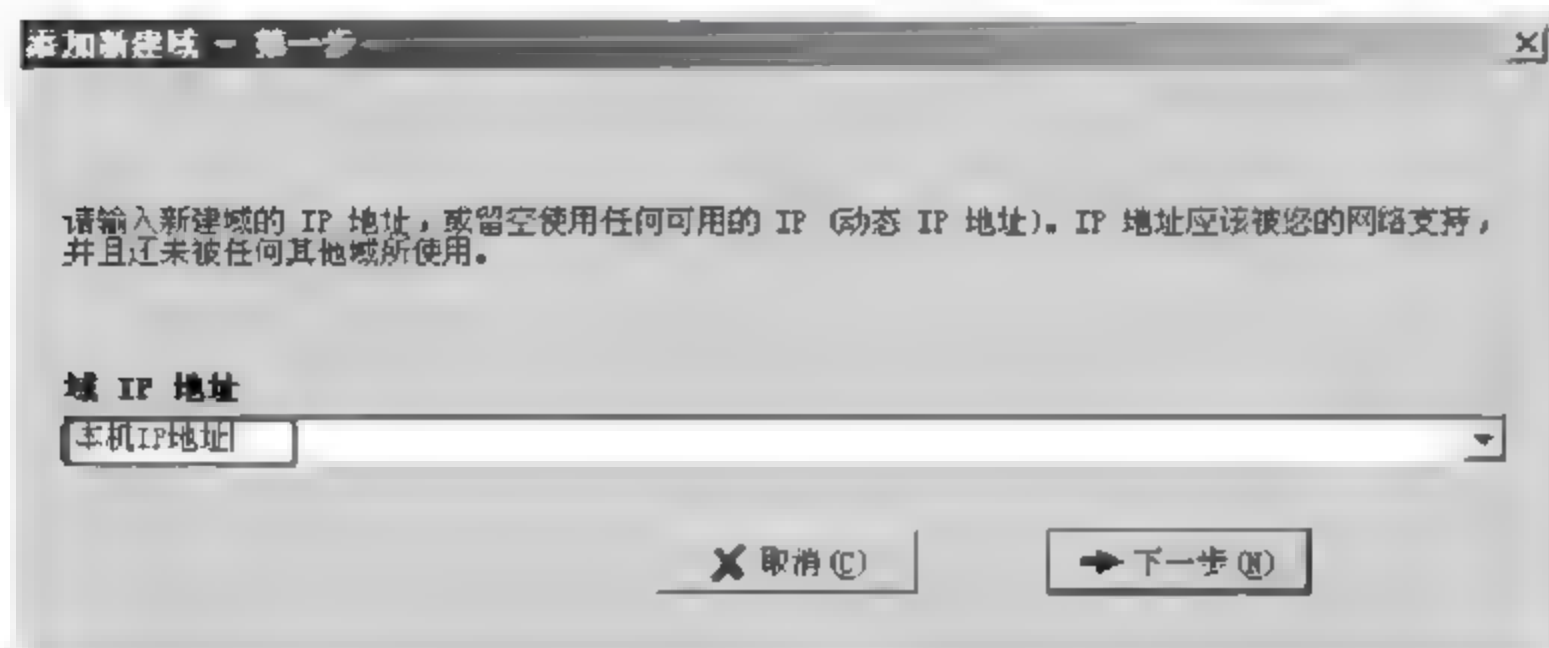 添加新建域 - 第一步
请输入新建域的 IP 地址，或留空使用任何可用的 IP (动态 IP 地址)。IP 地址应该被您的网络支持，
并且还未被任何其他域所使用。
域 IP 地址
本机IP地址
取消(C)
下一步(N)